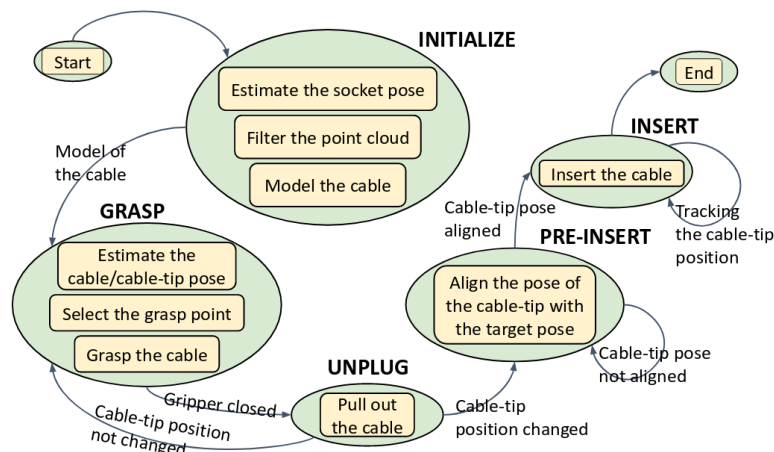 Start
INITIALIZE
Estimate the socket pose
Filter the point cloud
Model the cable
Model of
the cable
GRASP
Estimate the
cable/cable-tip pose
Select the grasp point
Grasp the cable
Gripper closed
Cable-tip position
not changed
UNPLUG
Pull out
the cable
Cable-tip
position changed
PRE-INSERT
Align the pose of
the cable-tip with
the target pose
Cable-tip pose
not aligned
Cable-tip pose
aligned
INSERT
Insert the cable
Tracking
the cable-tip
position
End